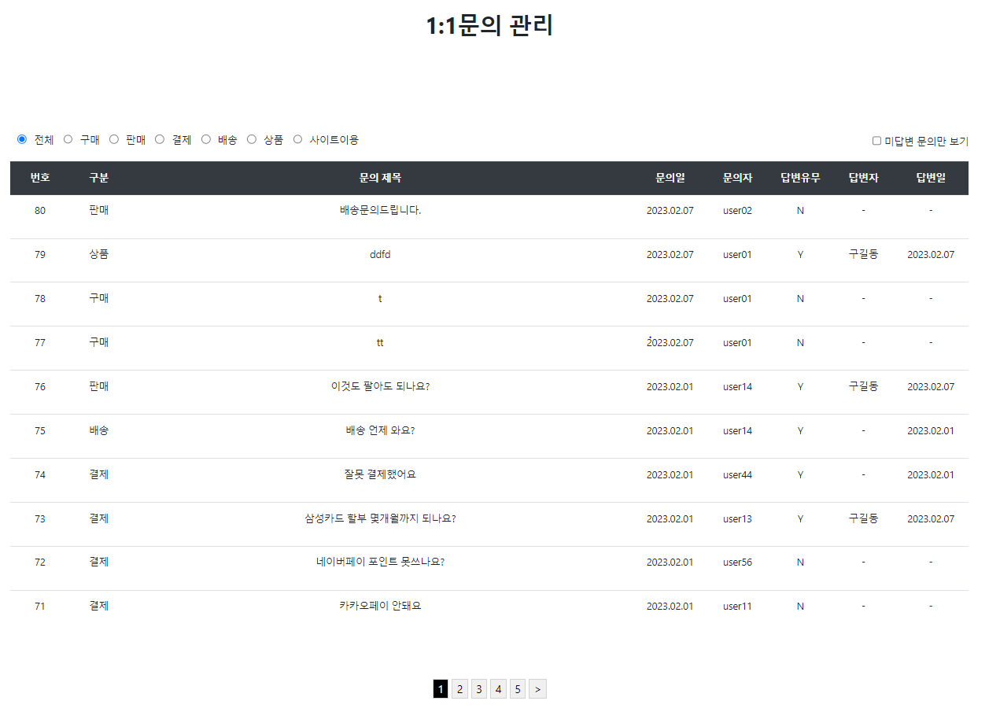 1:1문의 관리
전체 구매 판매 결제 배송 상품 사이트이용 미답변 문의만 보기
번호 구분 문의 제목 문의일 문의자 답변유무 답변자 답변일
80 판매 배송문의드립니다. 2023.02.07 user02 N - -
79 상품 ddfd 2023.02.07 user01 Y 구길동 2023.02.07
78 구매 t 2023.02.07 user01 N - -
77 구매 tt 2023.02.07 user01 N - -
76 판매 이것도 팔아도 되나요? 2023.02.01 user14 Y 구길동 2023.02.07
75 배송 배송 언제 와요? 2023.02.01 user14 Y - 2023.02.01
74 결제 잘못 결제했어요 2023.02.01 user44 Y - 2023.02.01
73 결제 삼성카드 할부 몇개월까지 되나요? 2023.02.01 user13 Y 구길동 2023.02.07
72 결제 네이버페이 포인트 못쓰나요? 2023.02.01 user56 N - -
71 결제 카카오페이 안돼요 2023.02.01 user11 N - -
1 2 3 4 5 >